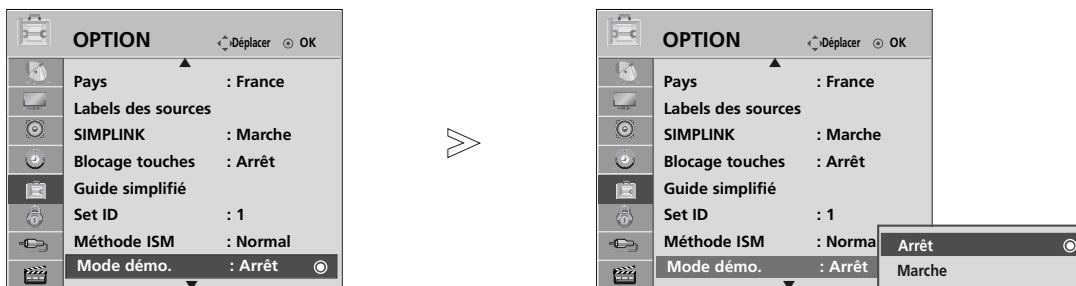 OPTION
Déplacer OK
Pays : France
Labels des sources
SIMPLINK : Marche
Blocage touches : Arrêt
Guide simplifié
Set ID : 1
Méthode ISM : Normal
Mode démo. : Arrêt
OPTION
Déplacer OK
Pays : France
Labels des sources
SIMPLINK : Marche
Blocage touches : Arrêt
Guide simplifié
Set ID : 1
Méthode ISM : Norma
Mode démo. : Arrêt
Arrêt
Marche